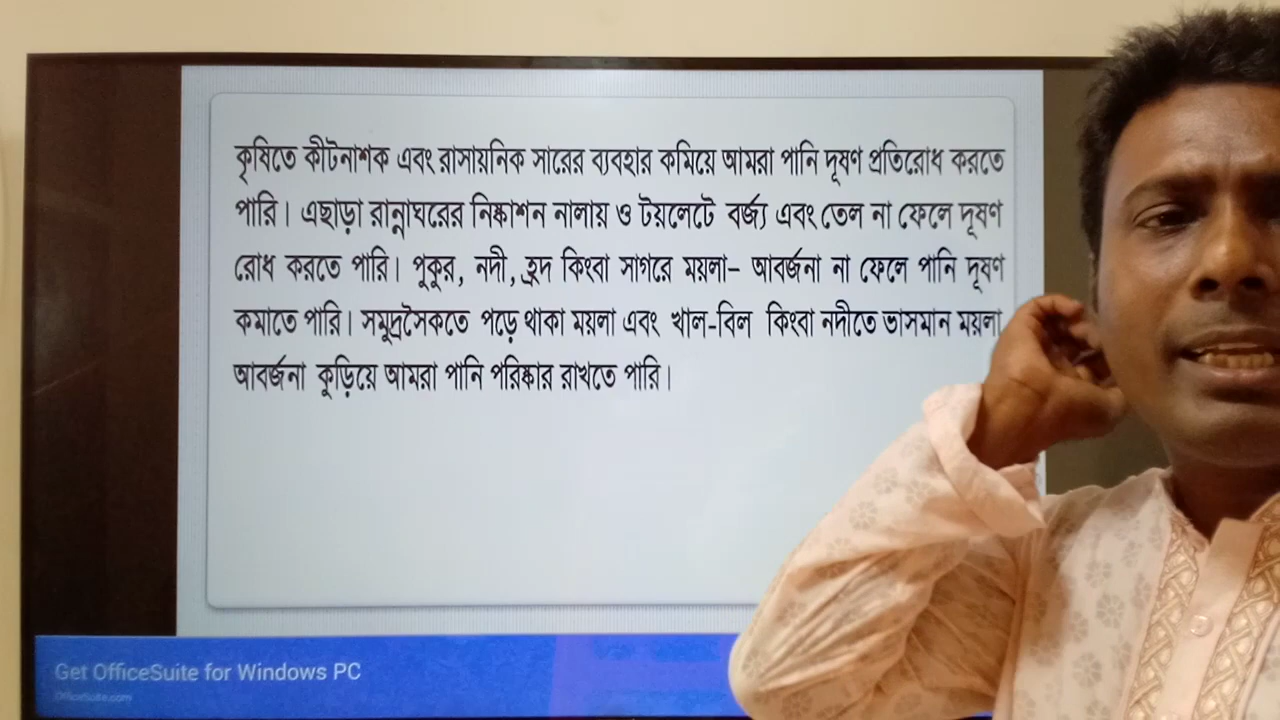 কৃষিতে কীটনাশক এবং রাসায়নিক সারের ব্যবহার কমিয়ে আমরা পানি দূষণ প্রতিরোধ করতে
পারি। এছাড়া রান্নাঘরের নিষ্কাশন নালায় ও টয়লেটে বর্জ্য এবং তেল না ফেলে দূষণ
রোধ করতে পারি। পুকুর, নদী, হ্রদ কিংবা সাগরে ময়লা- আবর্জনা না ফেলে পানি দূষণ
কমাতে পারি। সমুদ্রসৈকতে পড়ে থাকা ময়লা এবং খাল-বিল কিংবা নদীতে ভাসমান ময়লা
আবর্জনা কুড়িয়ে আমরা পানি পরিষ্কার রাখতে পারি।
Get OfficeSuite for Windows PC
OfficeSuite.com